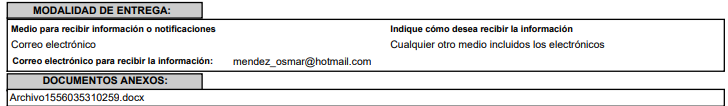 MODALIDAD DE ENTREGA:
Medio para recibir información o notificaciones
Indique cómo desea recibir la información
Correo electrónico
Cualquier otro medio incluidos los electrónicos
Correo electrónico para recibir la información: mendez_osmar@hotmail.com
DOCUMENTOS ANEXOS:
Archivo1556035310259.docx